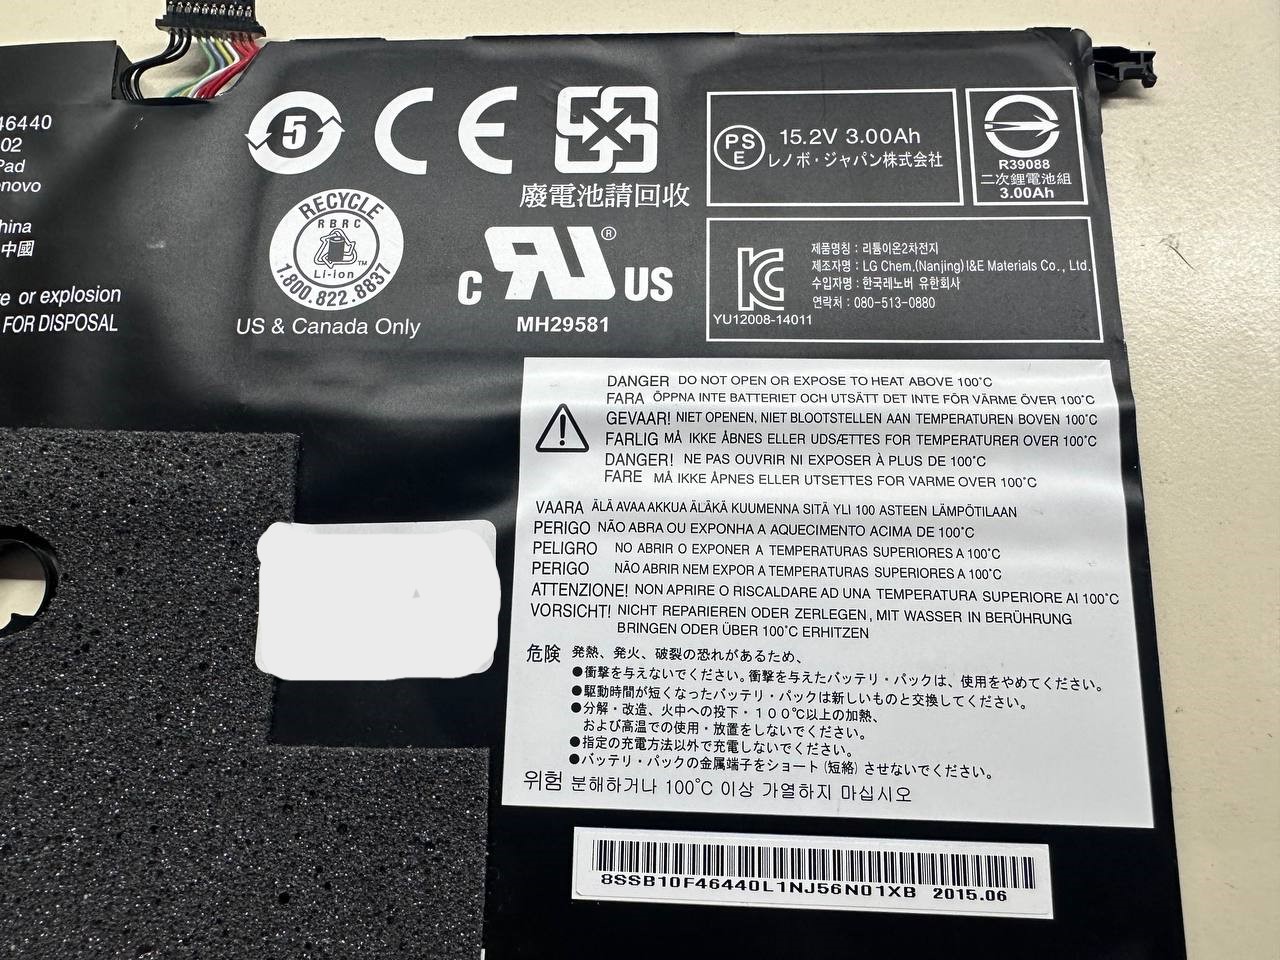 46440
02
Pad
enovo
hina
中國
re or explosion
FOR DISPOSAL
5
CE
廢電池請回收
RECYCLE
RBRC
Li-ion
TM
1.800.822.8837
US & Canada Only
C RU ® US
MH29581
PS
E
15.2V 3.00Ah
レノボ・ジャパン株式会社
R39088
二次鋰電池組
3.00Ah
KC
YU12008-14011
제품명칭 : 리튬이온2차전지
제조자명 : LG Chem.(Nanjing)I&E Materials Co., Ltd.
수입자명 : 한국레노버 유한회사
연락처 : 080-513-0880
DANGER DO NOT OPEN OR EXPOSE TO HEAT ABOVE 100°C
FARA ÖPPNA INTE BATTERIET OCH UTSÄTT DET INTE FÖR VÄRME ÖVER 100°C
GEVAAR! NIET OPENEN, NIET BLOOTSTELLEN AAN TEMPERATUREN BOVEN 100°C
FARLIG MÅ IKKE ÅBNES ELLER UDSÆTTES FOR TEMPERATURER OVER 100°C
DANGER! NE PAS OUVRIR NI EXPOSER À PLUS DE 100°C
FARE MÅ IKKE ÅPNES ELLER UTSETTES FOR VARME OVER 100°C
VAARA ÄLÄ AVAA AKKUA ÄLÄKÄ KUUMENNA SITÄ YLI 100 ASTEEN LÄMPÖTILAAN
PERIGO NÃO ABRA OU EXPONHA A AQUECIMENTO ACIMA DE 100°C
PELIGRO NO ABRIR O EXPONER A TEMPERATURAS SUPERIORES A 100°C
PERIGO NÃO ABRIR NEM EXPOR A TEMPERATURAS SUPERIORES A 100°C
ATTENZIONE! NON APRIRE O RISCALDARE AD UNA TEMPERATURA SUPERIORE AI 100°C
VORSICHT! NICHT REPARIEREN ODER ZERLEGEN, MIT WASSER IN BERÜHRUNG
BRINGEN ODER ÜBER 100°C ERHITZEN
危険 発熱、発火、破裂の恐れがあるため、
●衝撃を与えないでください。衝撃を与えたバッテリ・パックは、使用をやめてください。
●駆動時間が短くなったバッテリ・パックは新しいものと交換してください。
●分解・改造、火中への投下・100℃以上の加熱、
および高温での使用・放置をしないでください。
●指定の充電方法以外で充電しないでください。
●バッテリ・パックの金属端子をショート(短絡)させないでください。
위험 분해하거나 100°C 이상 가열하지 마십시오
8SSB10F46440L1NJ56N01XB 2015.06